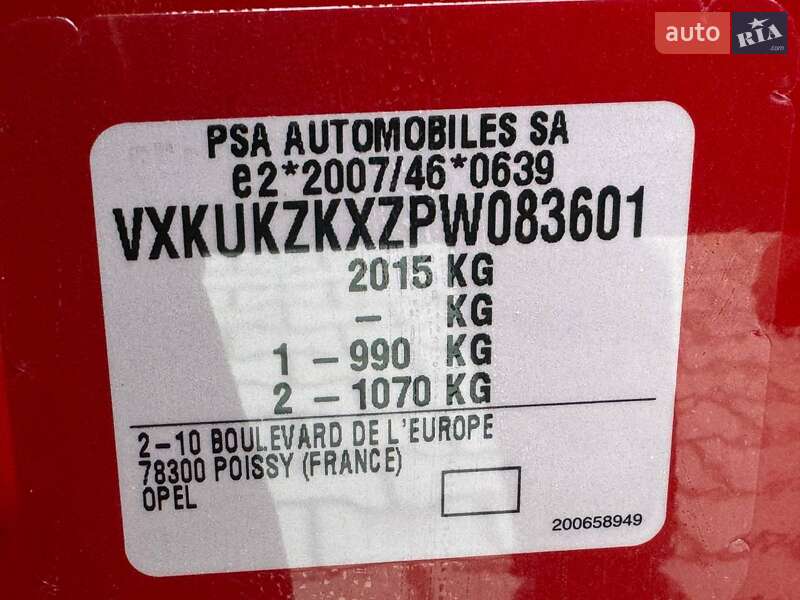 auto RIA .com
PSA AUTOMOBILES SA
e2*2007/46*0639
VXKUKZKXZPW083601
2015 KG
– KG
1 – 990 KG
2 – 1070 KG
2–10 BOULEVARD DE L'EUROPE
78300 POISSY (FRANCE)
OPEL
200658949